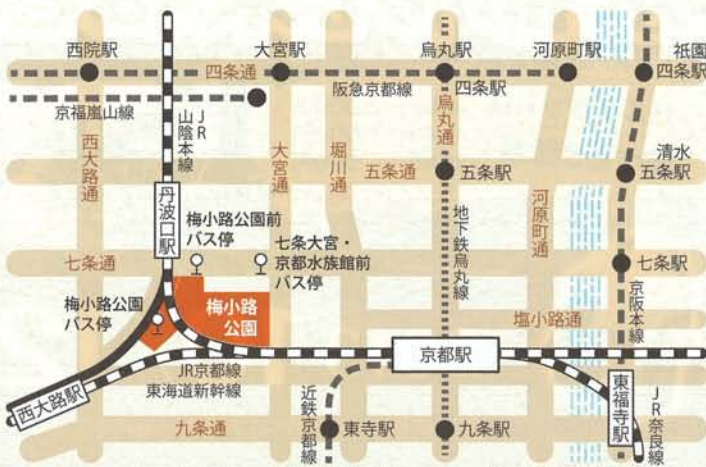 西院駅
大宮駅
烏丸駅
河原町駅
祇園
四条駅
四条通
阪急京都線
四条駅
京福嵐山線
JR
山陰本線
西大路通
大宮通
堀川通
烏丸通
五条通
五条駅
清水
五条駅
河原町通
丹波口駅
梅小路公園前
バス停
七条大宮・
京都水族館前
バス停
地下鉄烏丸線
七条通
七条駅
梅小路公園
バス停
梅小路
公園
塩小路通
京阪本線
京都駅
JR京都線
東海道新幹線
西大路駅
近鉄京都線
東福寺駅
JR奈良線
九条通
東寺駅
九条駅